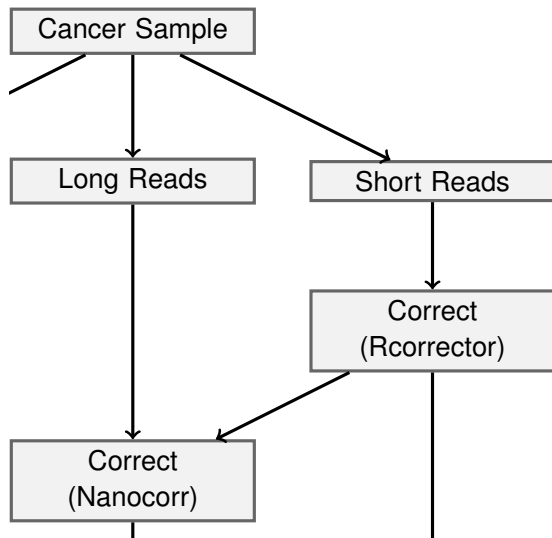 Cancer Sample
Long Reads
Short Reads
Correct
(Rcorrector)
Correct
(Nanocorr)